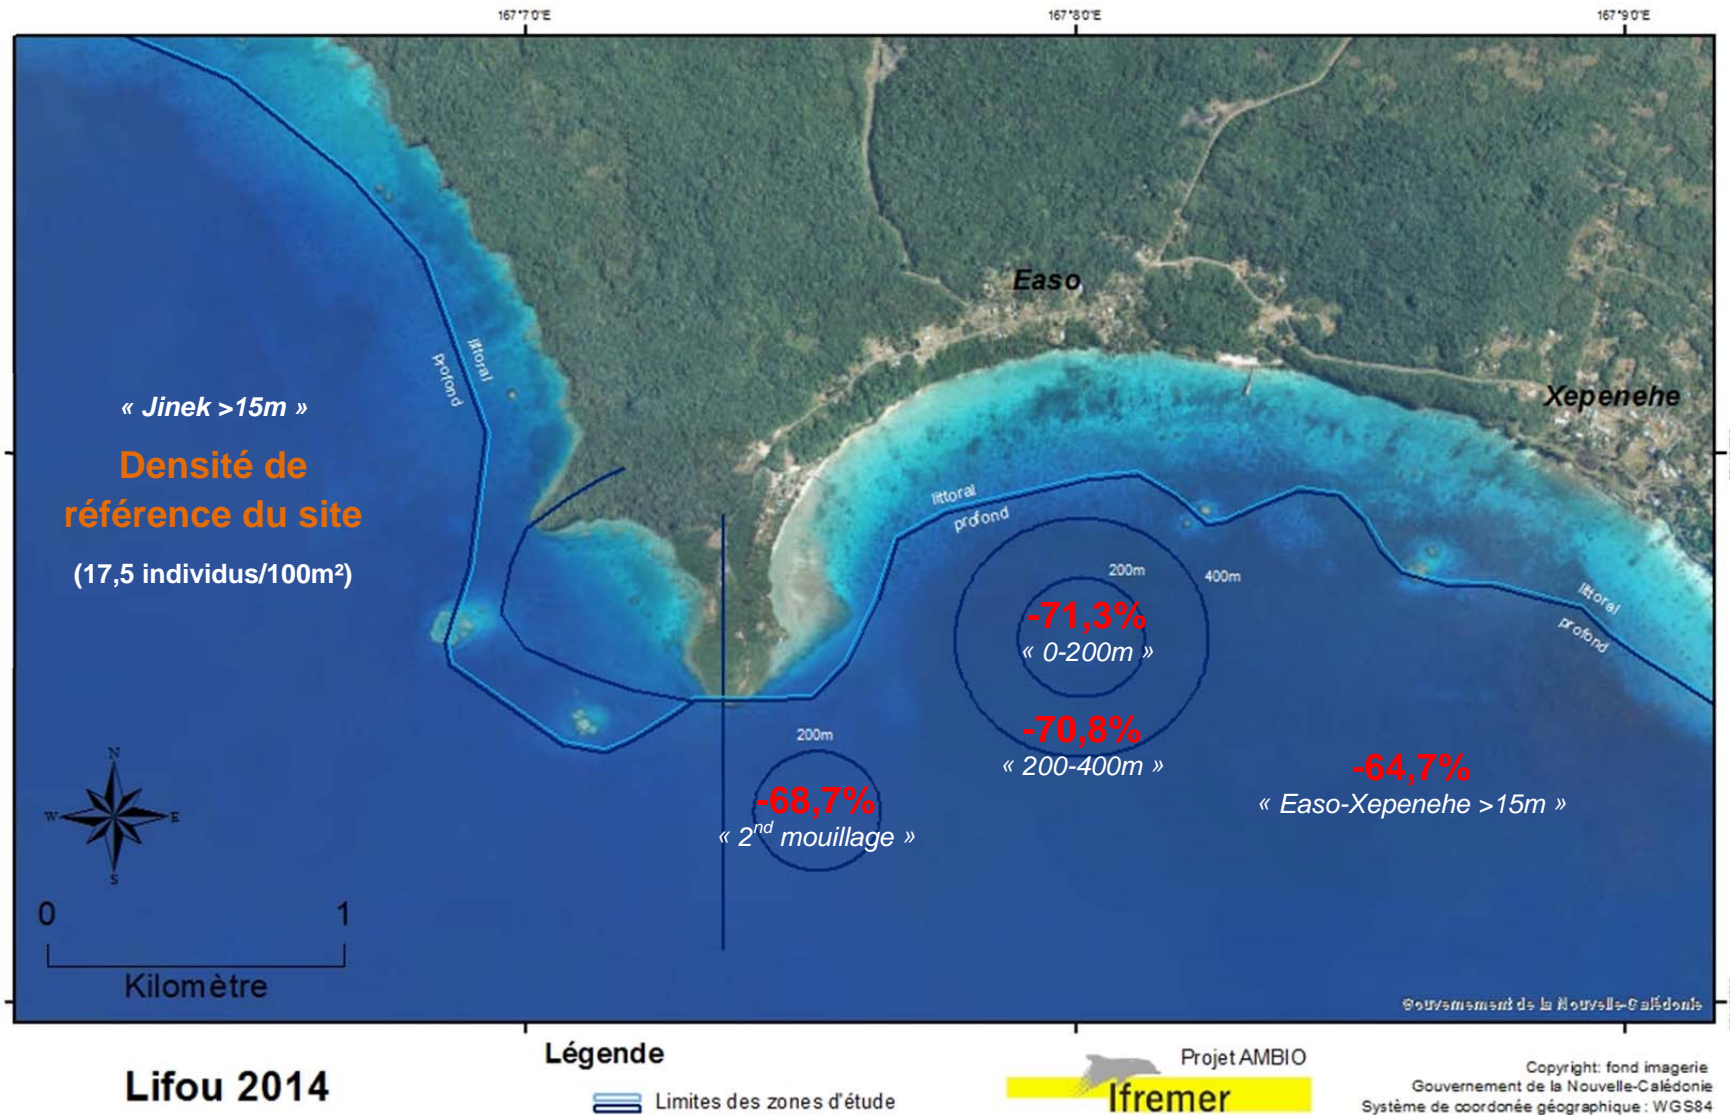 167°7'0"E
167°8'0"E
167°9'0"E
Easo
Xepenehe
littoral
profond
« Jinek >15m »
Densité de
référence du site
(17,5 individus/100m²)
littoral
profond
200m
400m
-71,3%
« 0-200m »
littoral
profond
200m
-70,8%
« 200-400m »
-64,7%
« Easo-Xepenehe >15m »
-68,7%
« 2nd mouillage »
N
W
E
S
0
1
Kilomètre
Gouvernement de la Nouvelle-Calédonie
Lifou 2014
Légende
Limites des zones d'étude
Projet AMBIO
Ifremer
Copyright: fond imagerie
Gouvernement de la Nouvelle-Calédonie
Système de coordonée géographique : WGS84